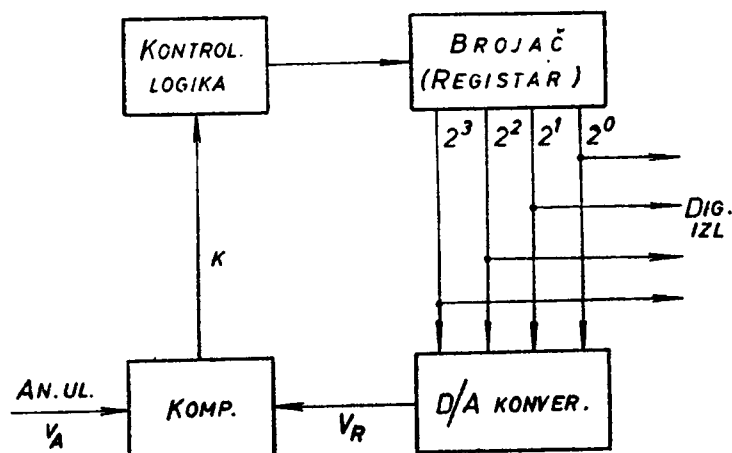 KONTROL.
LOGIKA
BROJAČ
(REGISTAR)
2³ 2² 2¹ 2⁰
DIG.
IZL
K
AN. UL.
V_A
KOMP.
V_R
D/A KONVER.